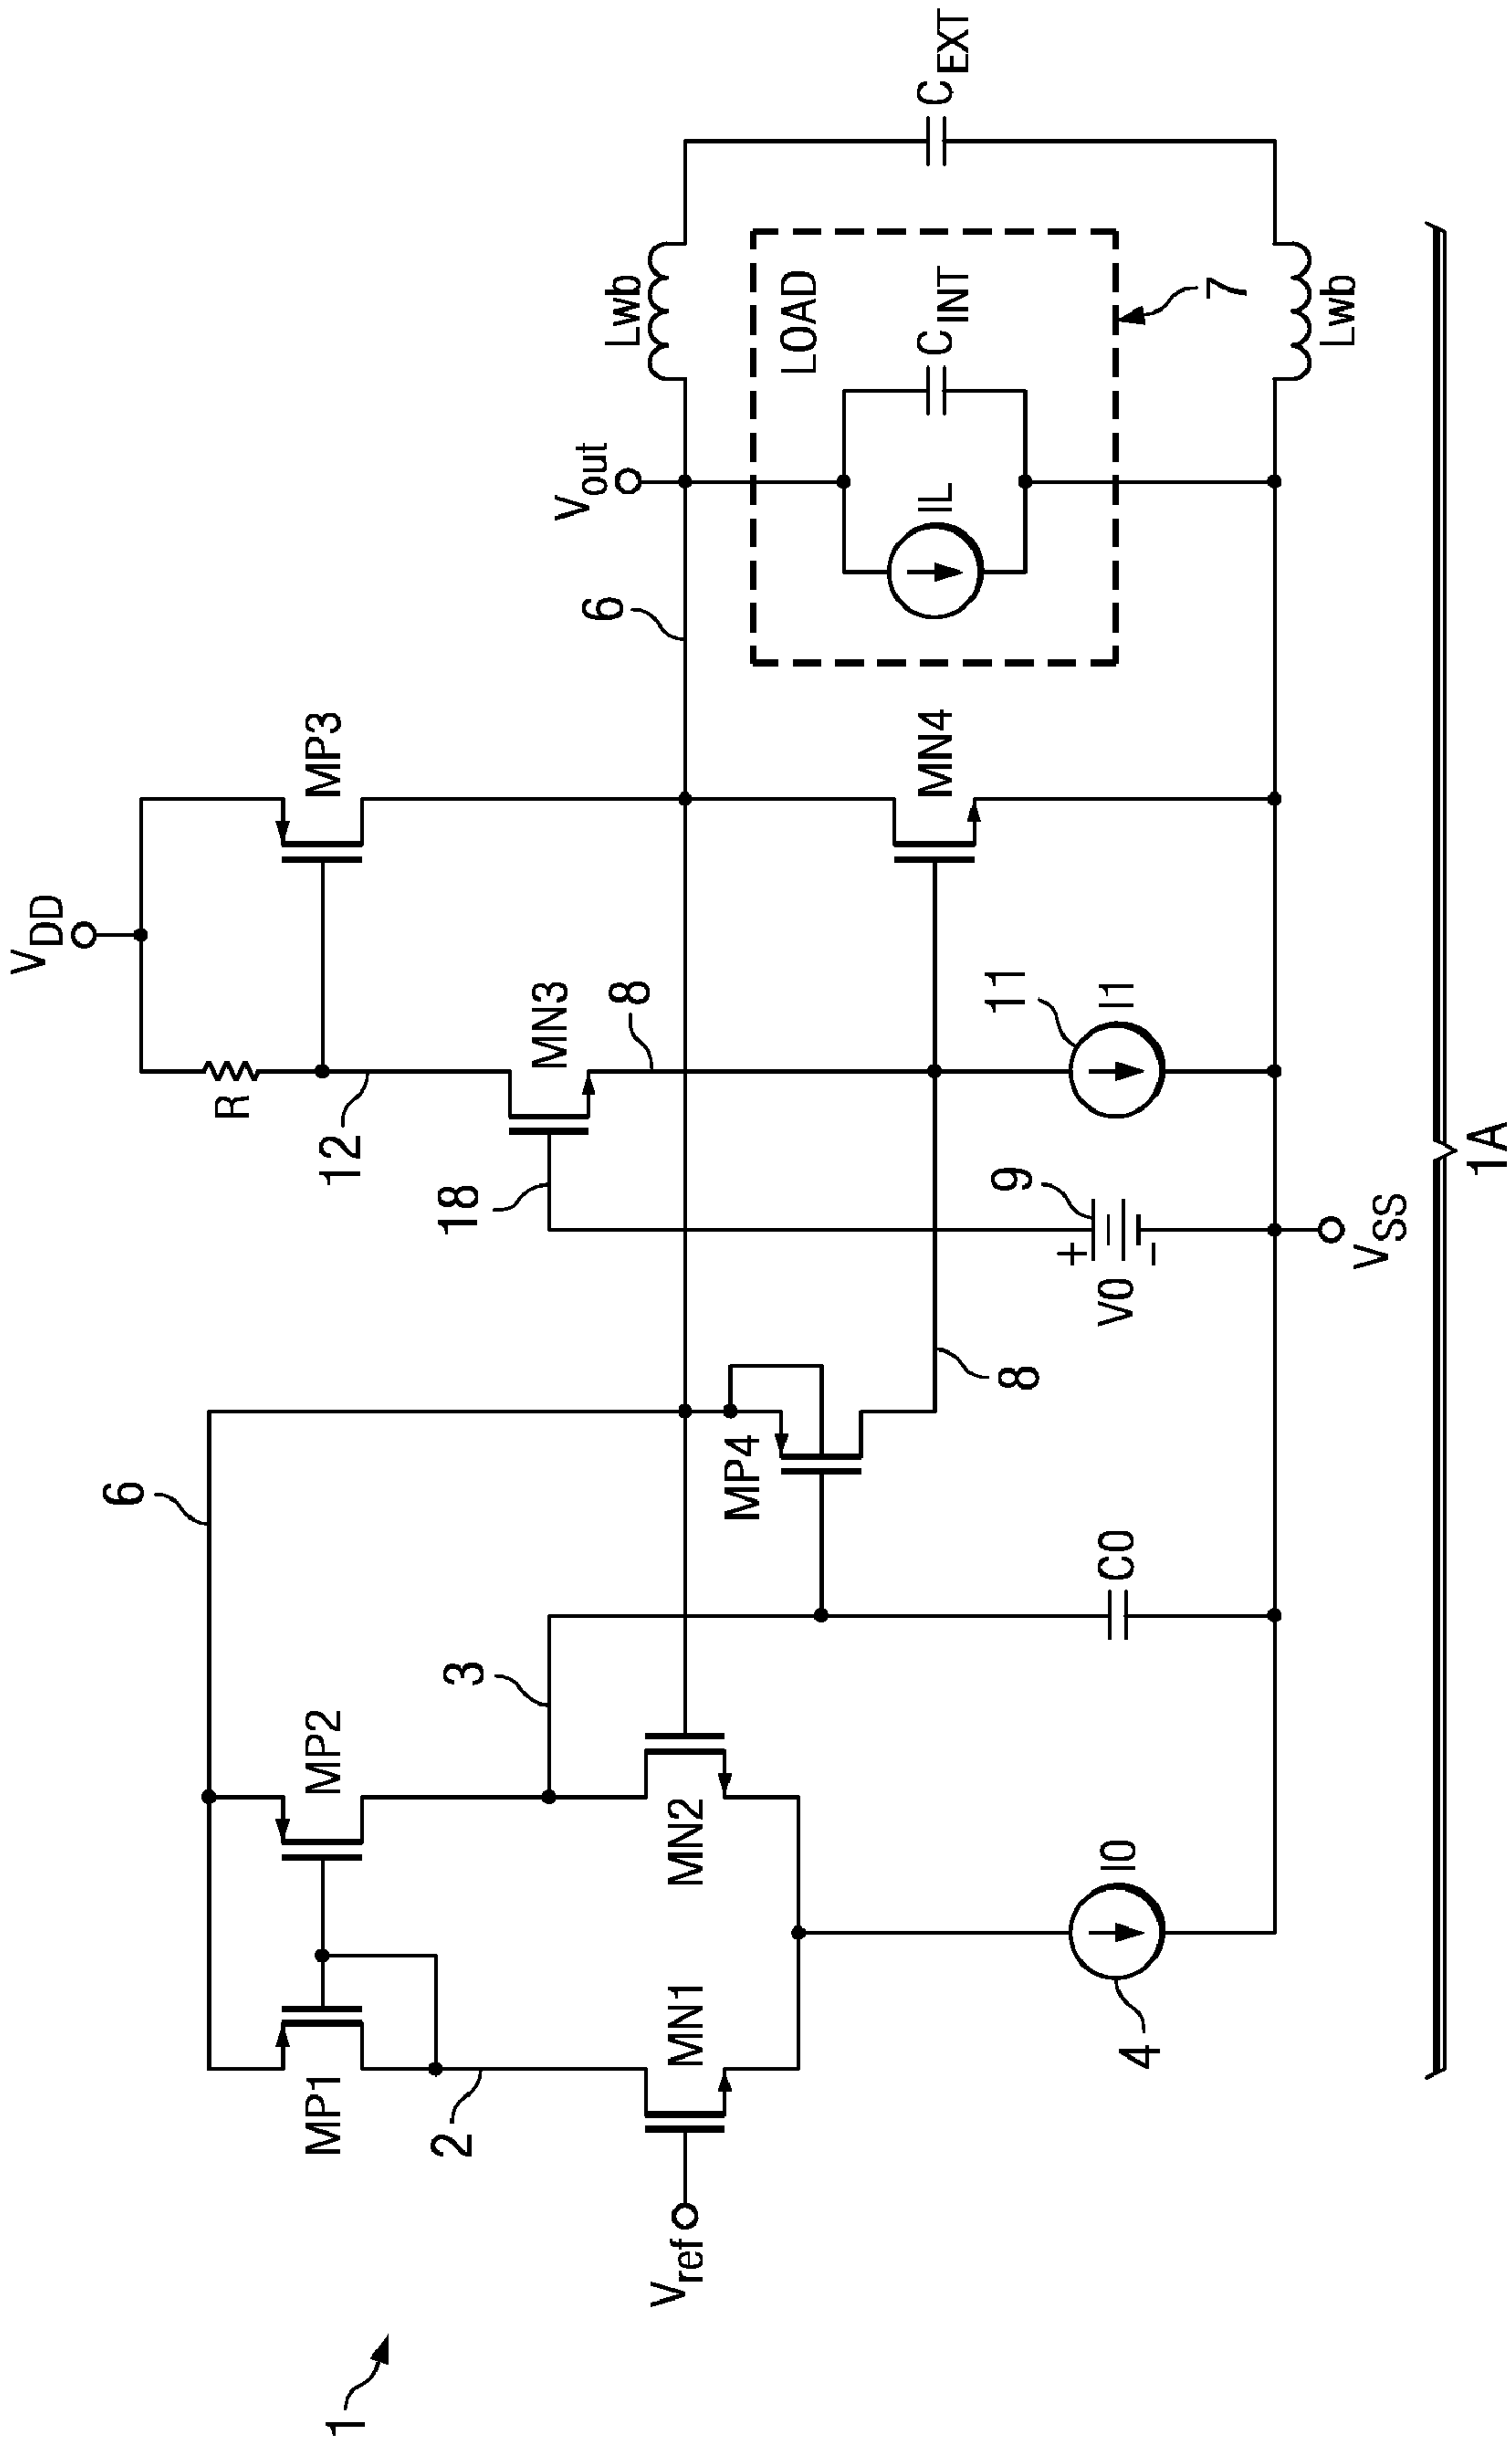 1
V_DD
6
R
12
MP3
MP1
MP2
MN3
18
2
3
8
6
V_out
Lwb
V_ref
MN1
MN2
MP4
LOAD
IL
C_INT
C_EXT
MN4
8
9
+
V0
-
11
I1
I0
C0
4
7
Lwb
V_SS
1A